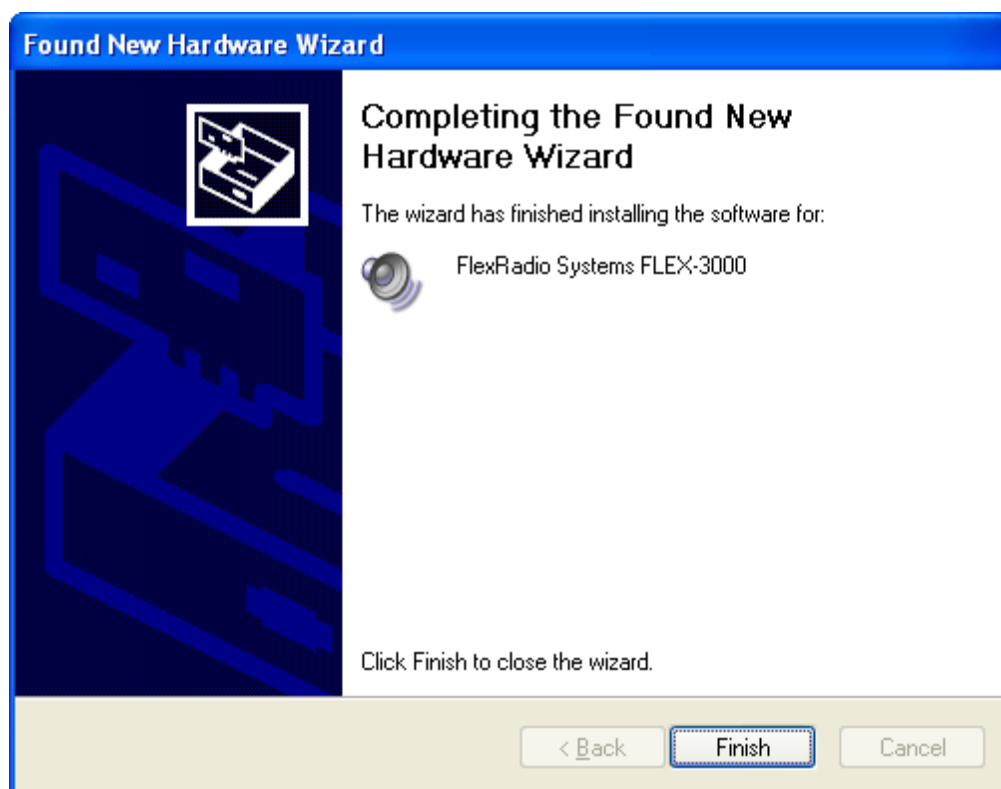 Found New Hardware Wizard
Completing the Found New
Hardware Wizard
The wizard has finished installing the software for:
FlexRadio Systems FLEX-3000
Click Finish to close the wizard.
< Back
Finish
Cancel